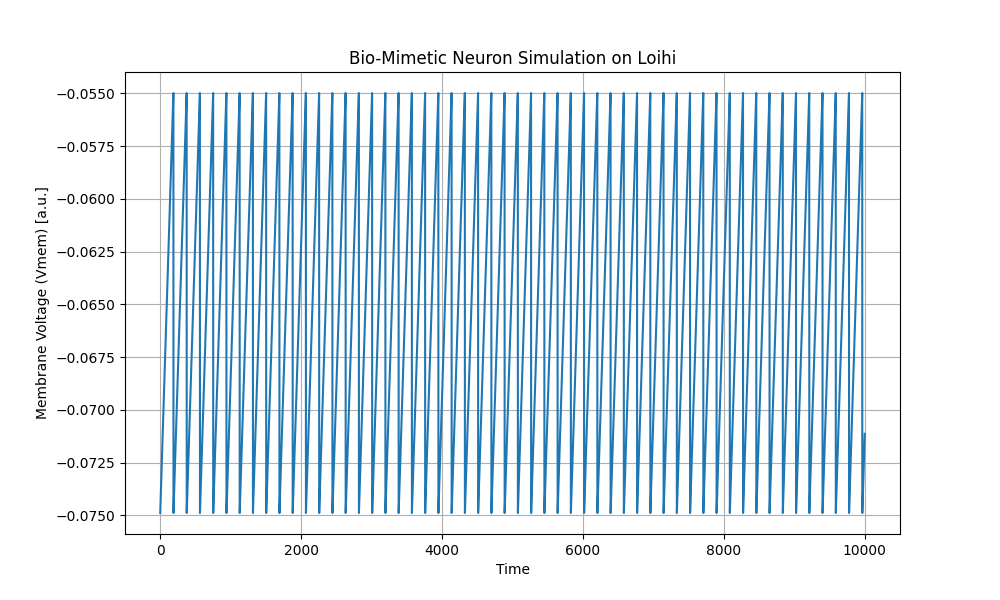 Bio-Mimetic Neuron Simulation on Loihi
Membrane Voltage (Vmem) [a.u.]
−0.0550
−0.0575
−0.0600
−0.0625
−0.0650
−0.0675
−0.0700
−0.0725
−0.0750
0 2000 4000 6000 8000 10000
Time